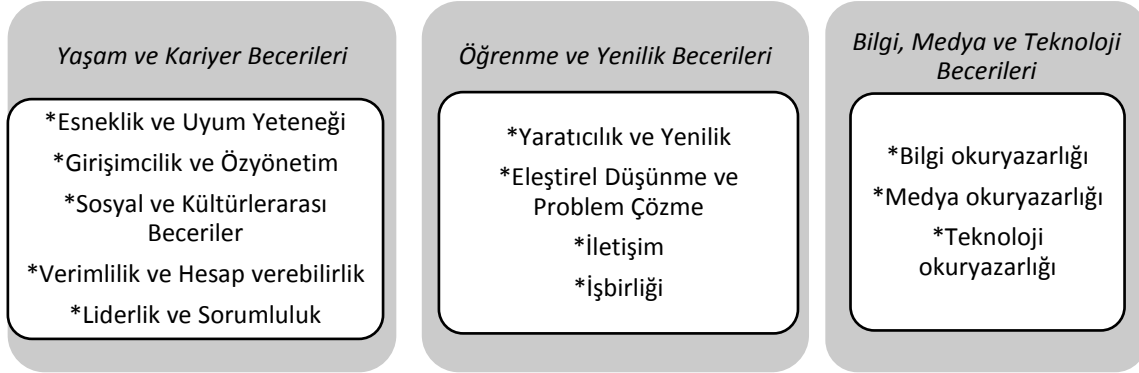 Yaşam ve Kariyer Becerileri
*Esneklik ve Uyum Yeteneği
*Girişimcilik ve Özyönetim
*Sosyal ve Kültürlerarası
Beceriler
*Verimlilik ve Hesap verebilirlik
*Liderlik ve Sorumluluk
Öğrenme ve Yenilik Becerileri
*Yaratıcılık ve Yenilik
*Eleştirel Düşünme ve
Problem Çözme
*İletişim
*İşbirliği
Bilgi, Medya ve Teknoloji
Becerileri
*Bilgi okuryazarlığı
*Medya okuryazarlığı
*Teknoloji
okuryazarlığı